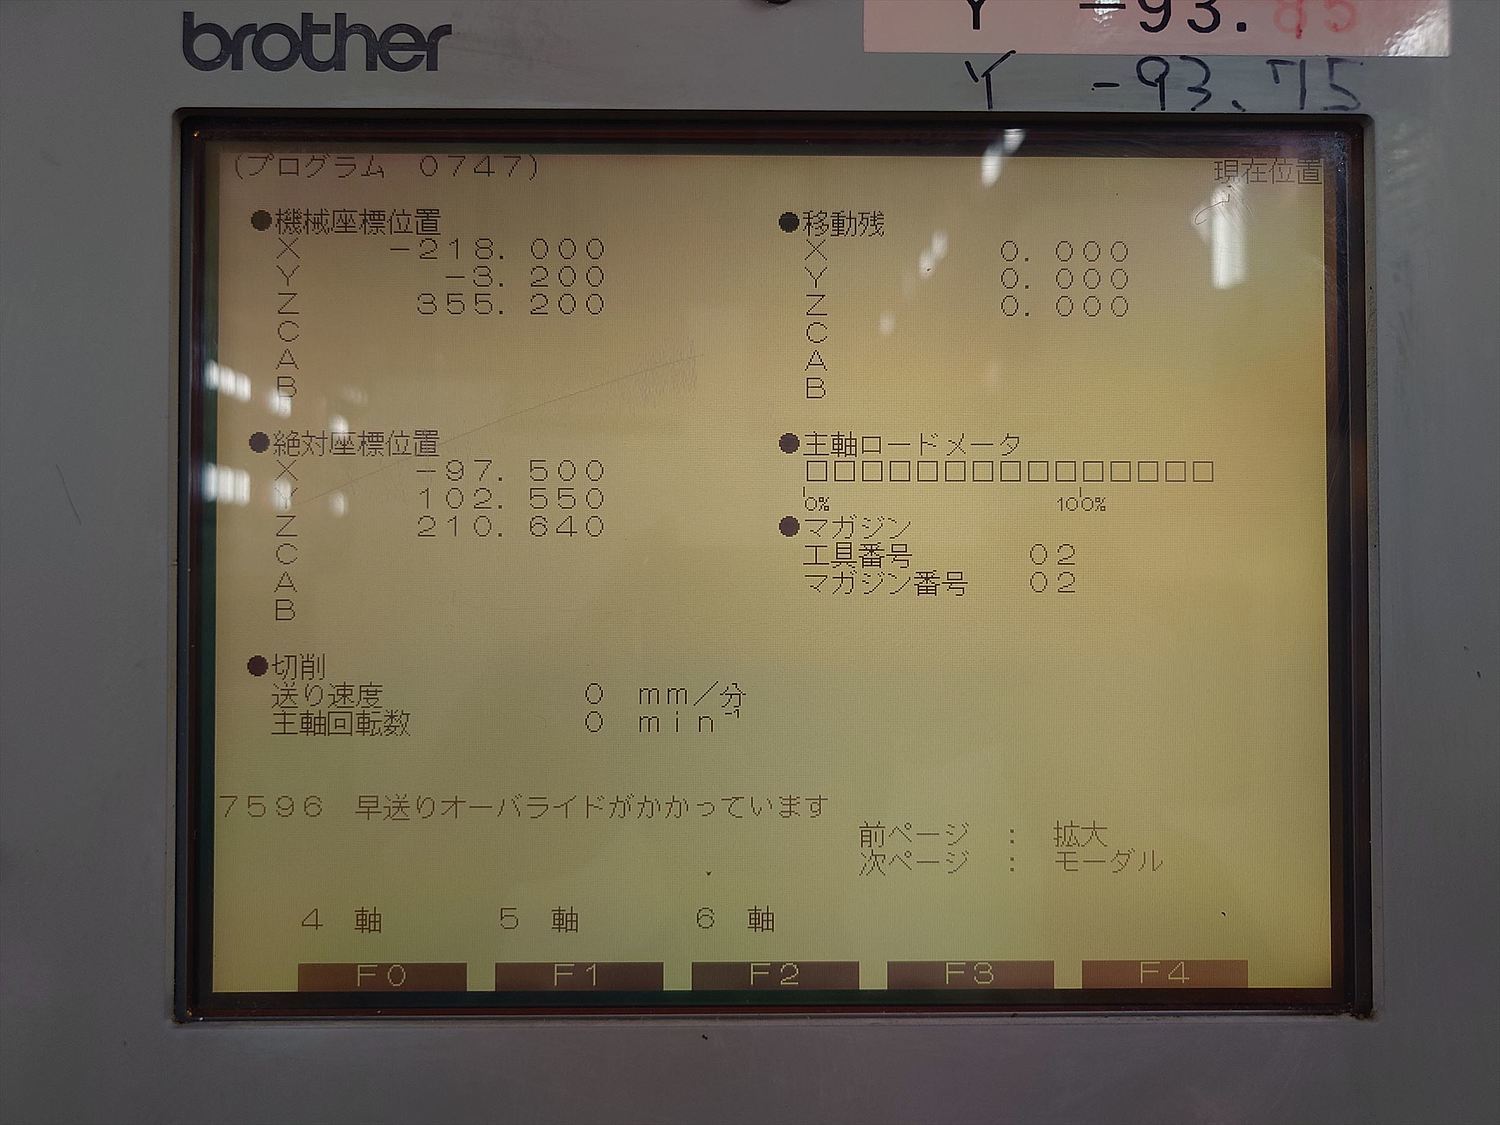 brother
Y -93.85
Y -93.75
(プログラム 0747)
現在位置
●機械座標位置
X -218.000
Y -3.200
Z 355.200
C
A
B
●移動残
X 0.000
Y 0.000
Z 0.000
C
A
B
●絶対座標位置
X -97.500
Y 102.550
Z 210.640
C
A
B
●主軸ロードメータ
0% 100%
●マガジン
工具番号 02
マガジン番号 02
●切削
送り速度 0 mm/分
主軸回転数 0 min⁻¹
7596 早送りオーバライドがかかっています
前ページ : 拡大
次ページ : モーダル
4 軸 5 軸 6 軸
F0 F1 F2 F3 F4